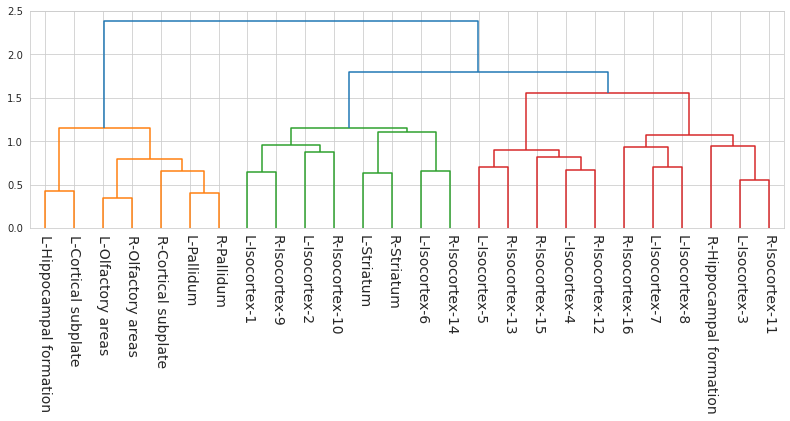 2.5
2.0
1.5
1.0
0.5
0.0
L-Hippocampal formation
L-Cortical subplate
L-Olfactory areas
R-Olfactory areas
R-Cortical subplate
L-Pallidum
R-Pallidum
L-Isocortex-1
R-Isocortex-9
L-Isocortex-2
R-Isocortex-10
L-Striatum
R-Striatum
L-Isocortex-6
R-Isocortex-14
L-Isocortex-5
R-Isocortex-13
R-Isocortex-15
L-Isocortex-4
R-Isocortex-12
R-Isocortex-16
L-Isocortex-7
L-Isocortex-8
R-Hippocampal formation
L-Isocortex-3
R-Isocortex-11